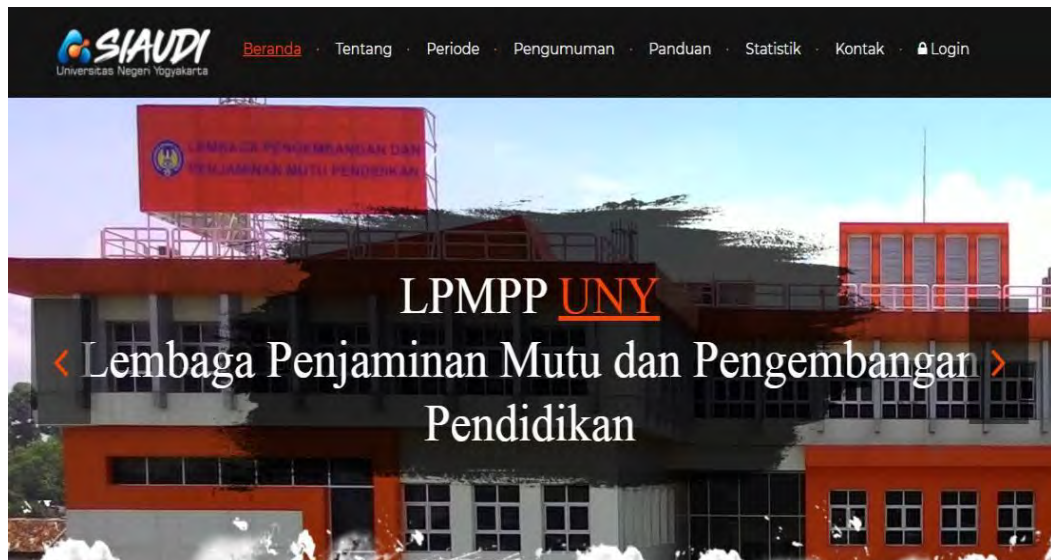 SIAUDI
Universitas Negeri Yogyakarta
Beranda · Tentang · Periode · Pengumuman · Panduan · Statistik · Kontak · Login
LEMBAGA PENGEMBANGAN DAN
PENJAMINAN MUTU PENDIDIKAN
LPMPP UNY
Lembaga Penjaminan Mutu dan Pengembangan
Pendidikan